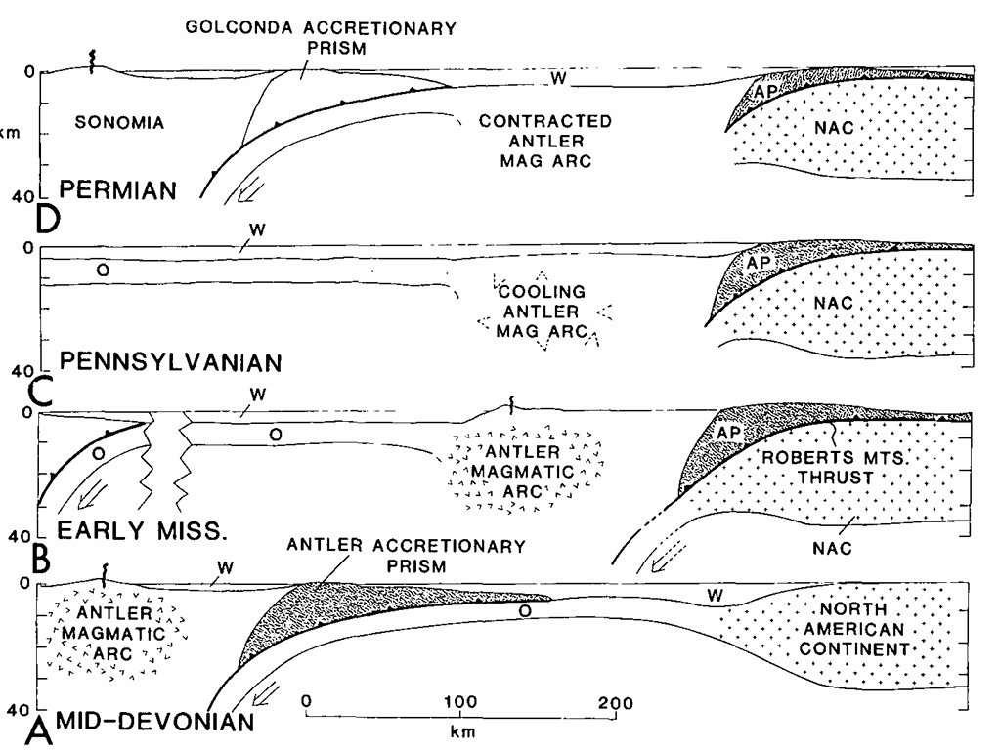 GOLCONDA ACCRETIONARY
PRISM
0
W
AP
km
SONOMIA
CONTRACTED
ANTLER
MAG ARC
NAC
40
PERMIAN
D
W
0
O
AP
COOLING
ANTLER
MAG ARC
NAC
40
PENNSYLVANIAN
C
W
0
O
O
AP
ANTLER
MAGMATIC
ARC
ROBERTS MTS.
THRUST
40
EARLY MISS.
NAC
B
ANTLER ACCRETIONARY
PRISM
W
0
W
O
ANTLER
MAGMATIC
ARC
NORTH
AMERICAN
CONTINENT
40
A
MID-DEVONIAN
0 100 200
km